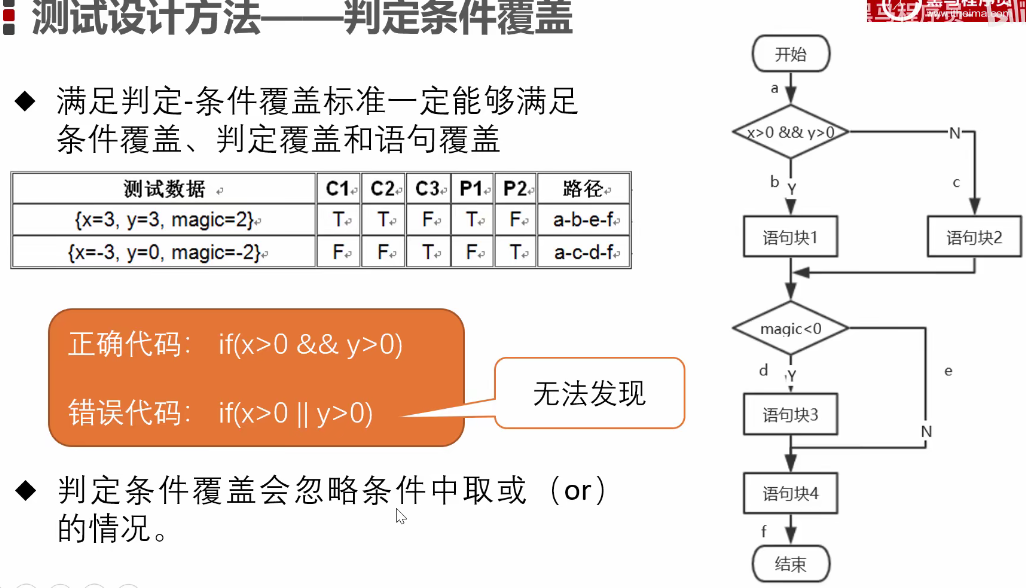 测试设计方法——判定条件覆盖
www.itheima.com
◆ 满足判定-条件覆盖标准一定能够满足
条件覆盖、判定覆盖和语句覆盖
测试数据 C1 C2 C3 P1 P2 路径
{x=3, y=3, magic=2} T T F T F a-b-e-f
{x=-3, y=0, magic=-2} F F T F T a-c-d-f
正确代码: if(x>0 && y>0)
错误代码: if(x>0 || y>0)
无法发现
◆ 判定条件覆盖会忽略条件中取或（or）
的情况。
开始
a
x>0 && y>0
N
b Y
c
语句块1
语句块2
magic<0
d Y
e
语句块3
N
语句块4
f
结束